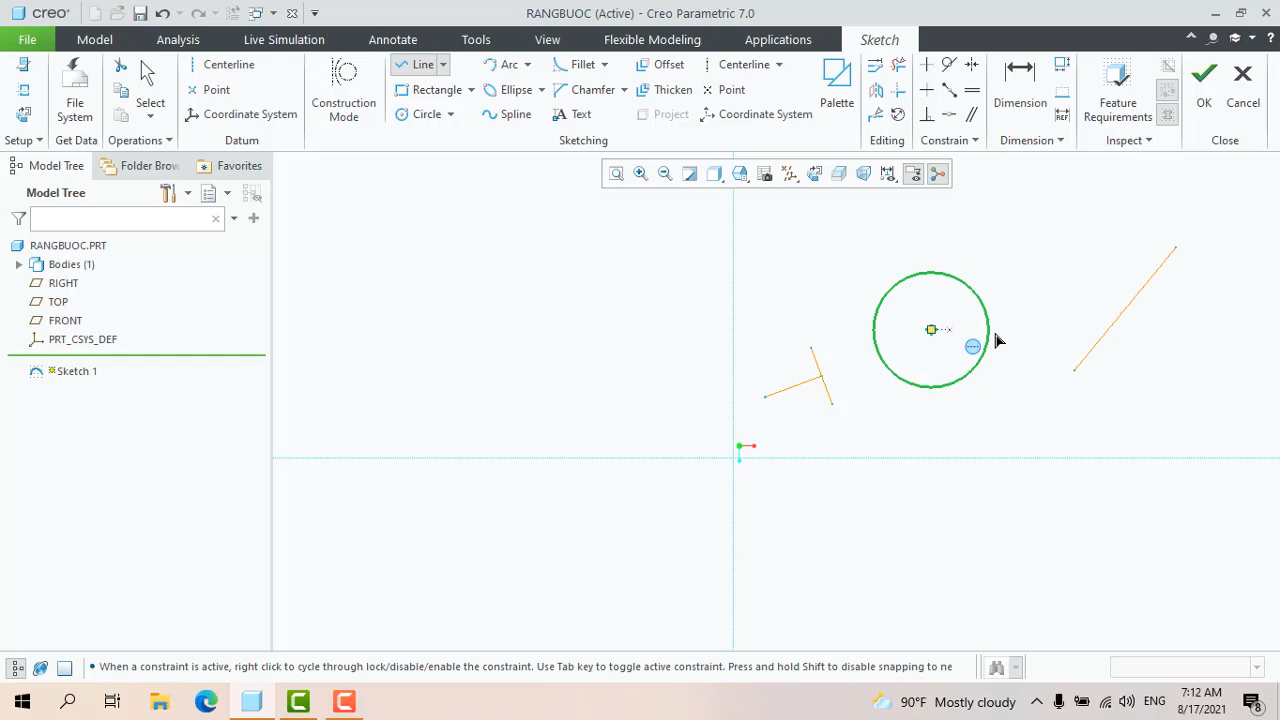 creo RANGBUOC (Active) - Creo Parametric 7.0
File Model Analysis Live Simulation Annotate Tools View Flexible Modeling Applications Sketch
Centerline Line Arc Fillet Offset Centerline
Point Rectangle Ellipse Chamfer Thicken Point
Coordinate System Circle Spline Text Project Coordinate System
File System Select Construction Mode Palette Dimension Feature Requirements OK Cancel
Setup Get Data Operations Datum Sketching Editing Constrain Dimension Inspect Close
Model Tree Folder Brow Favorites
Model Tree
RANGBUOC.PRT
Bodies (1)
RIGHT
TOP
FRONT
PRT_CSYS_DEF
Sketch 1
When a constraint is active, right click to cycle through lock/disable/enable the constraint. Use Tab key to toggle active constraint. Press and hold Shift to disable snapping to ne
90°F Mostly cloudy ENG 7:12 AM
8/17/2021 8